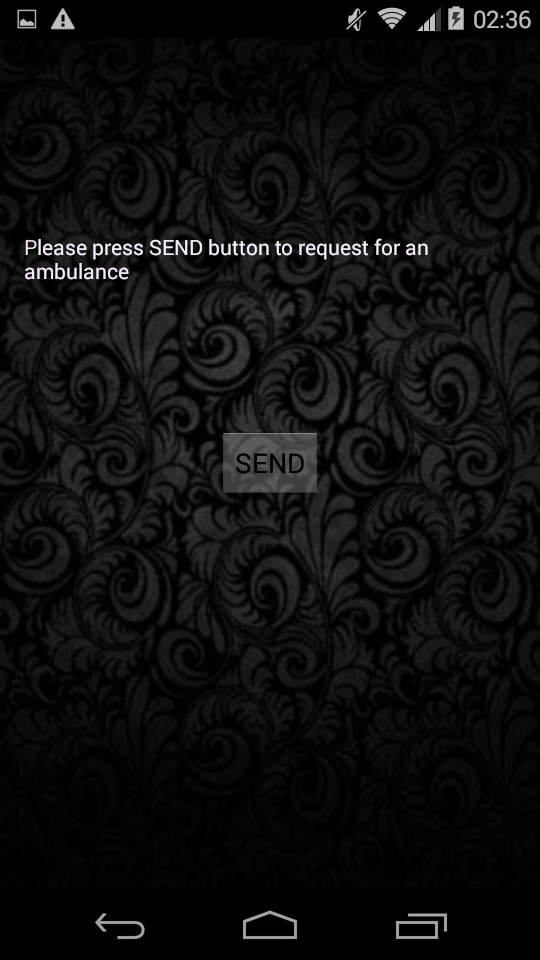 02:36
Please press SEND button to request for an
ambulance
SEND